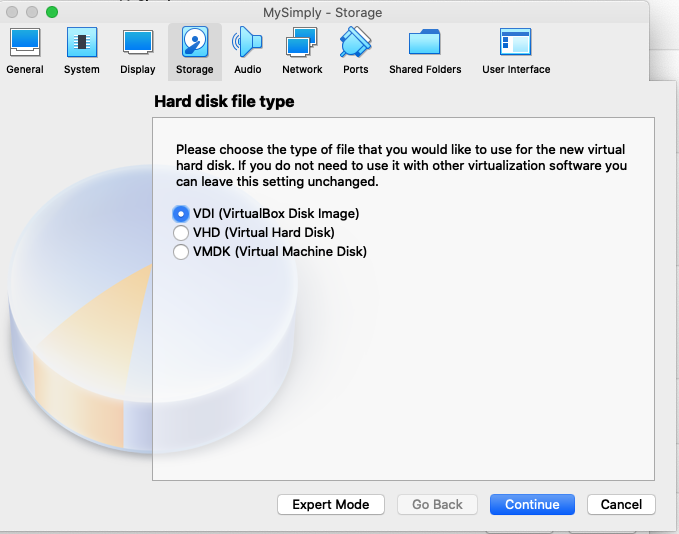 MySimply - Storage
General System Display Storage Audio Network Ports Shared Folders User Interface
Hard disk file type
Please choose the type of file that you would like to use for the new virtual
hard disk. If you do not need to use it with other virtualization software you
can leave this setting unchanged.
VDI (VirtualBox Disk Image)
VHD (Virtual Hard Disk)
VMDK (Virtual Machine Disk)
Expert Mode Go Back Continue Cancel